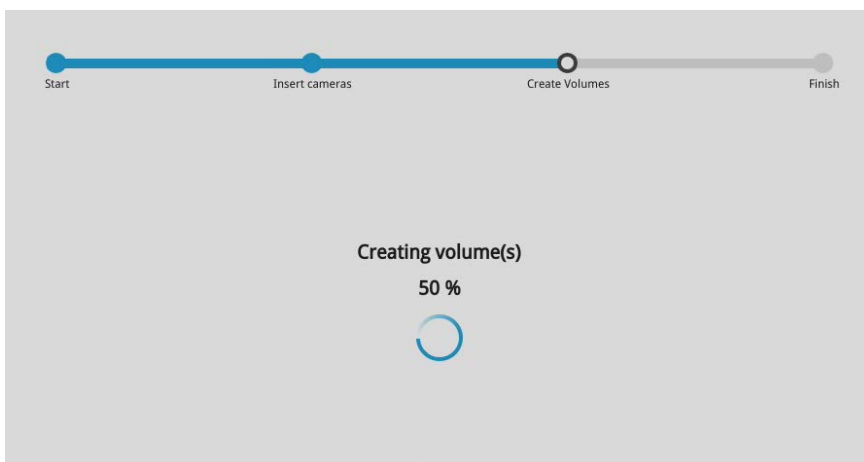 Start
Insert cameras
Create Volumes
Finish
Creating volume(s)
50 %